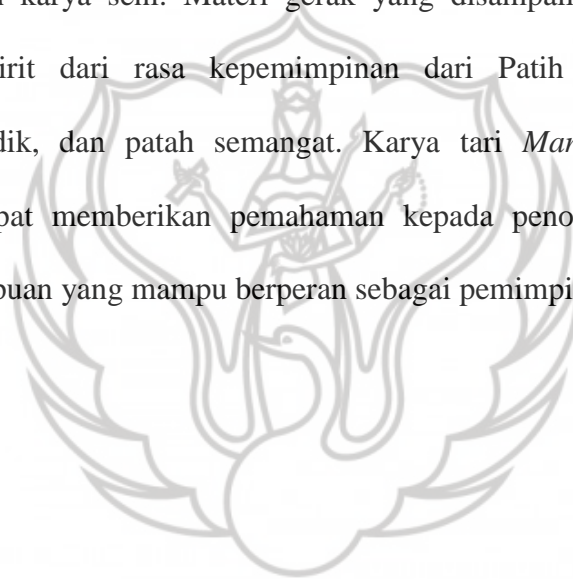 karya seni. Materi gerak yang disampan
irit dari rasa kepemimpinan dari Patih
dik, dan patah semangat. Karya tari Mar
pat memberikan pemahaman kepada peno
puan yang mampu berperan sebagai pemimpi